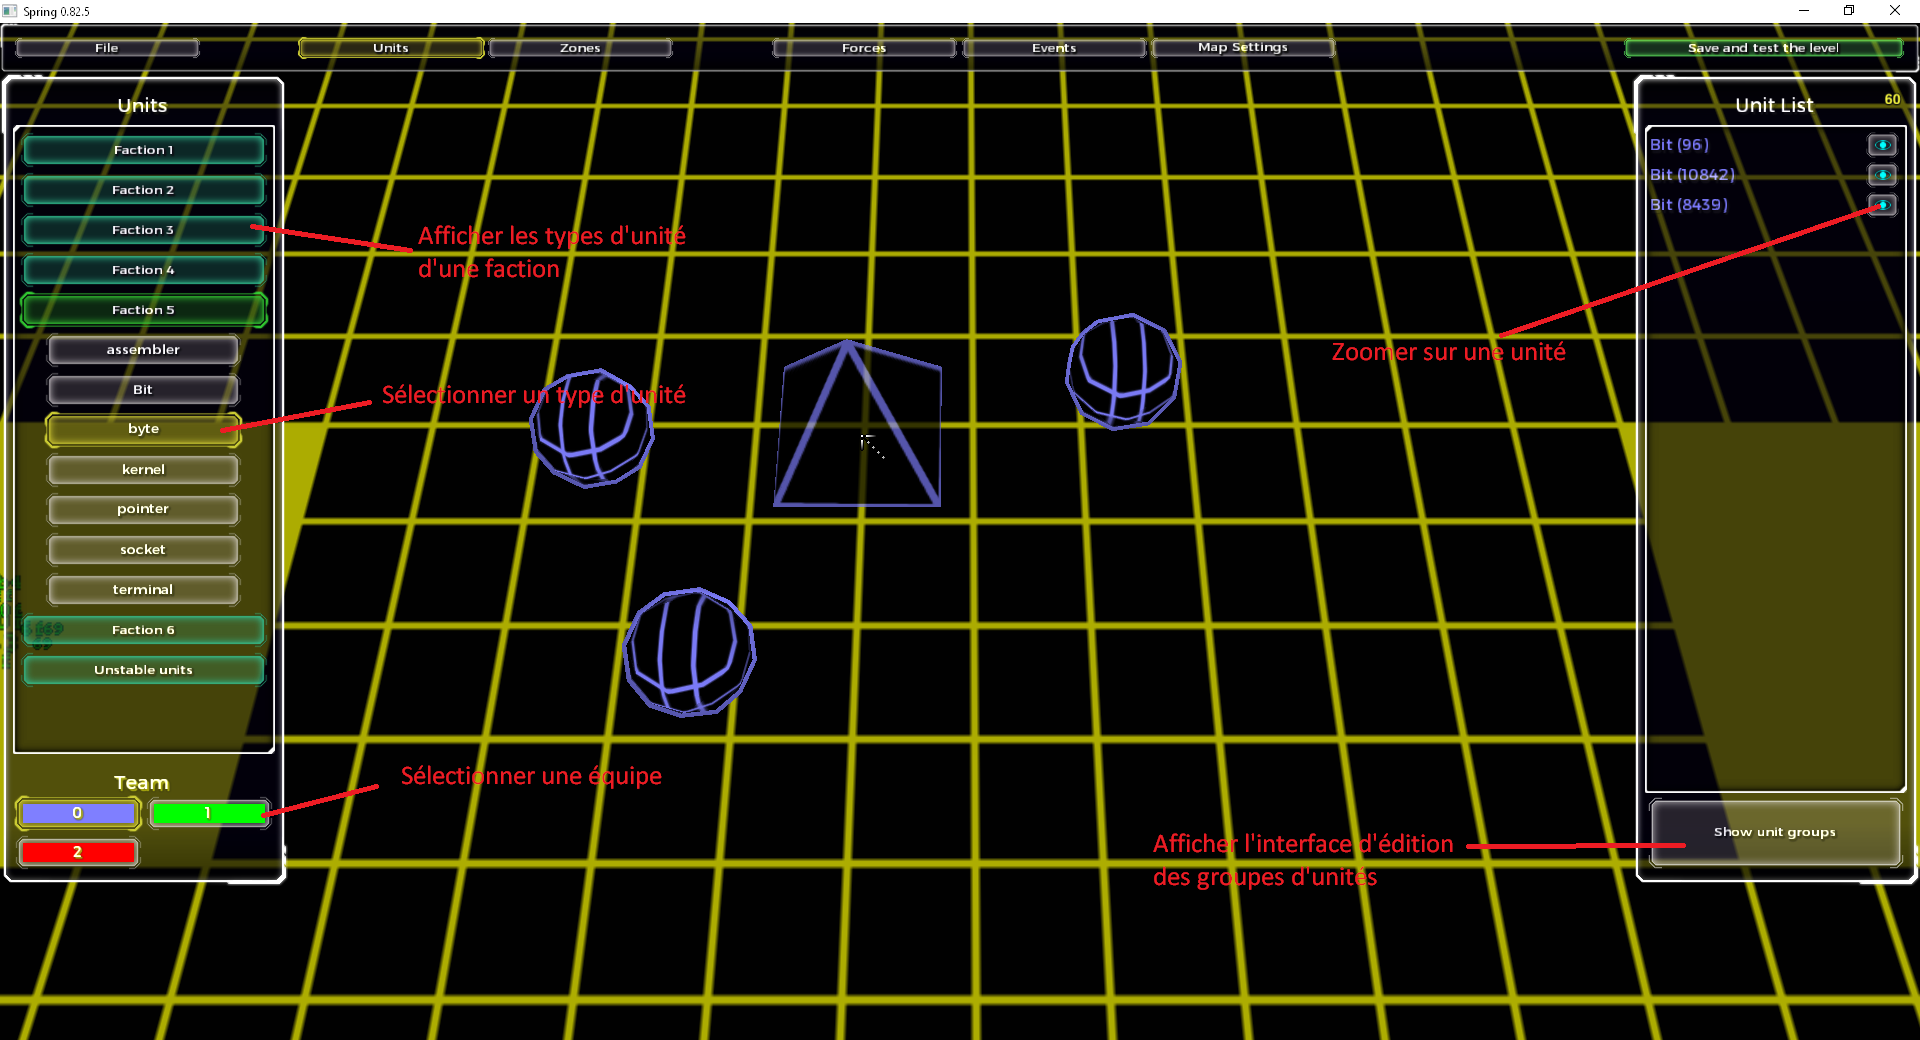 Spring 0.82.5
File
Units
Zones
Forces
Events
Map Settings
Save and test the level
Units
Faction 1
Faction 2
Faction 3
Faction 4
Faction 5
assembler
Bit
byte
kernel
pointer
socket
terminal
Faction 6
Unstable units
Team
0
1
2
Afficher les types d'unité
d'une faction
Sélectionner un type d'unité
Sélectionner une équipe
Zoomer sur une unité
Afficher l'interface d'édition
des groupes d'unités
60
Unit List
Bit (96)
Bit (10842)
Bit (8439)
Show unit groups